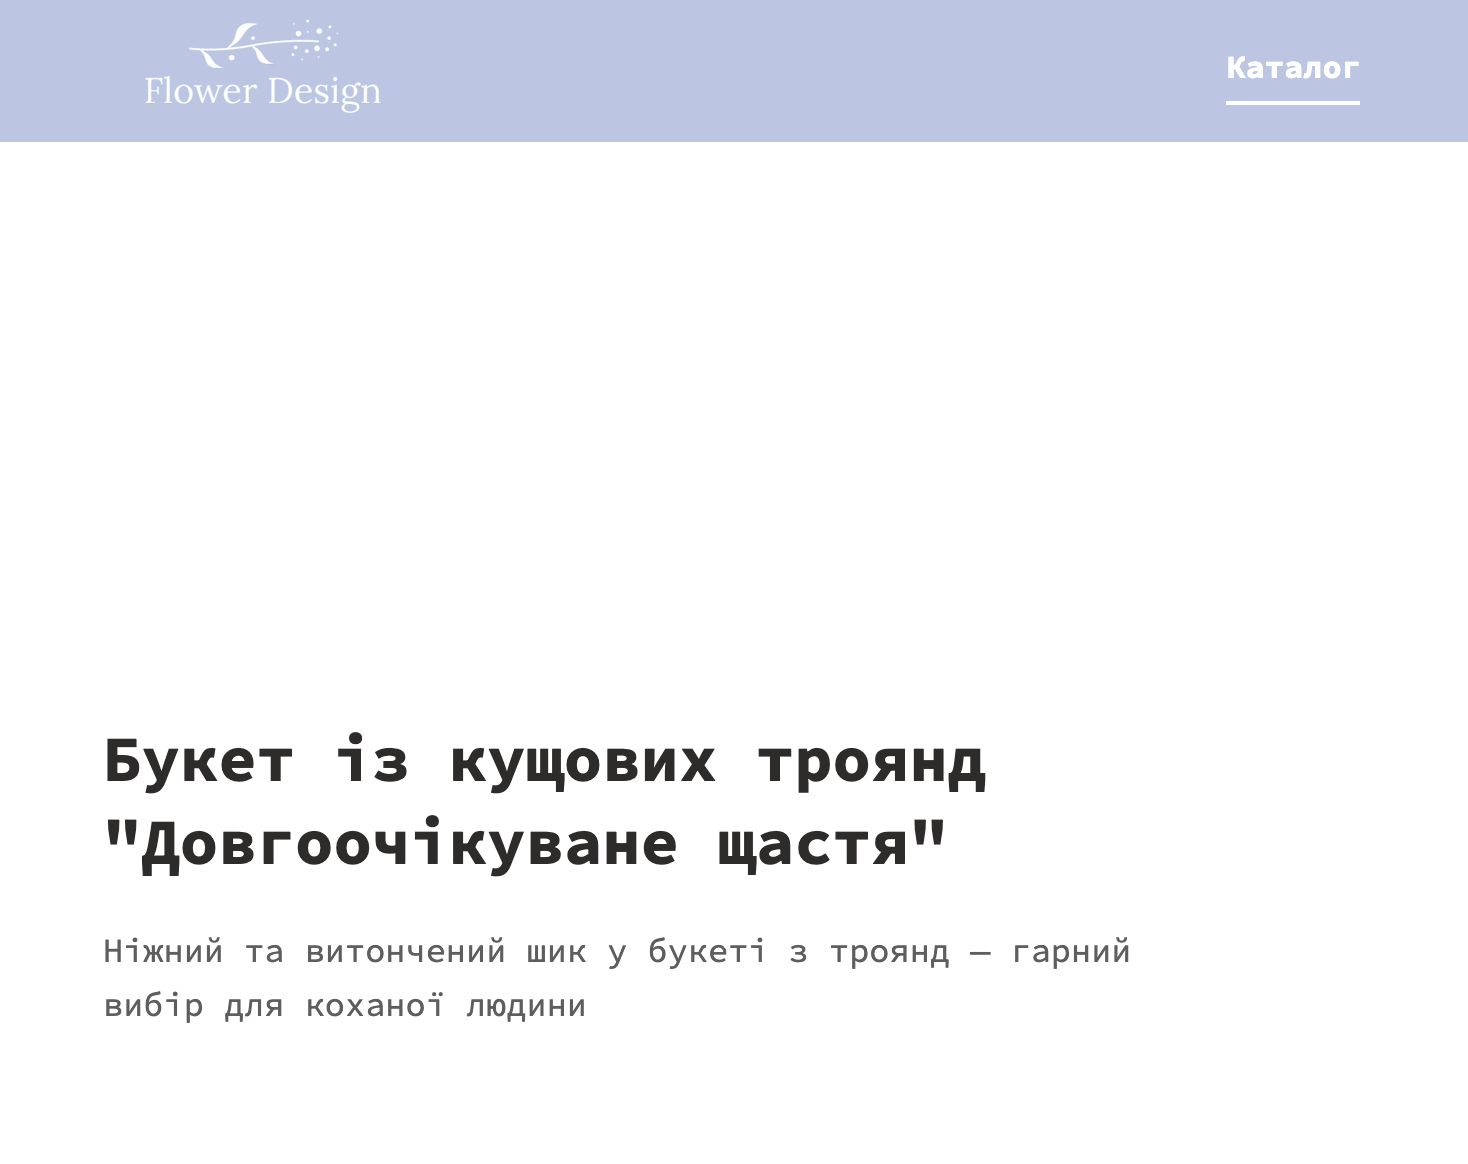 Flower Design
Каталог
Букет із кущових троянд
"Довгоочікуване щастя"
Ніжний та витончений шик у букеті з троянд — гарний
вибір для коханої людини